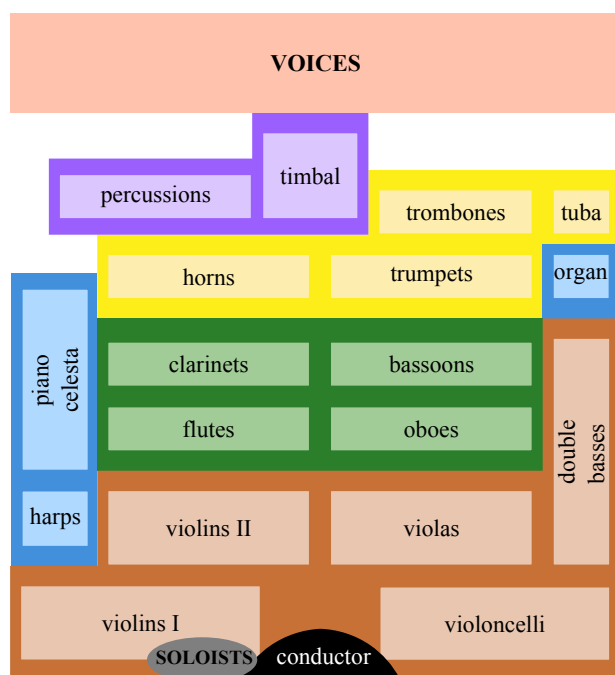 VOICES
timbal
percussions
trombones
tuba
horns
trumpets
organ
piano
celesta
clarinets
bassoons
flutes
oboes
double
basses
harps
violins II
violas
violins I
violoncelli
SOLOISTS
conductor